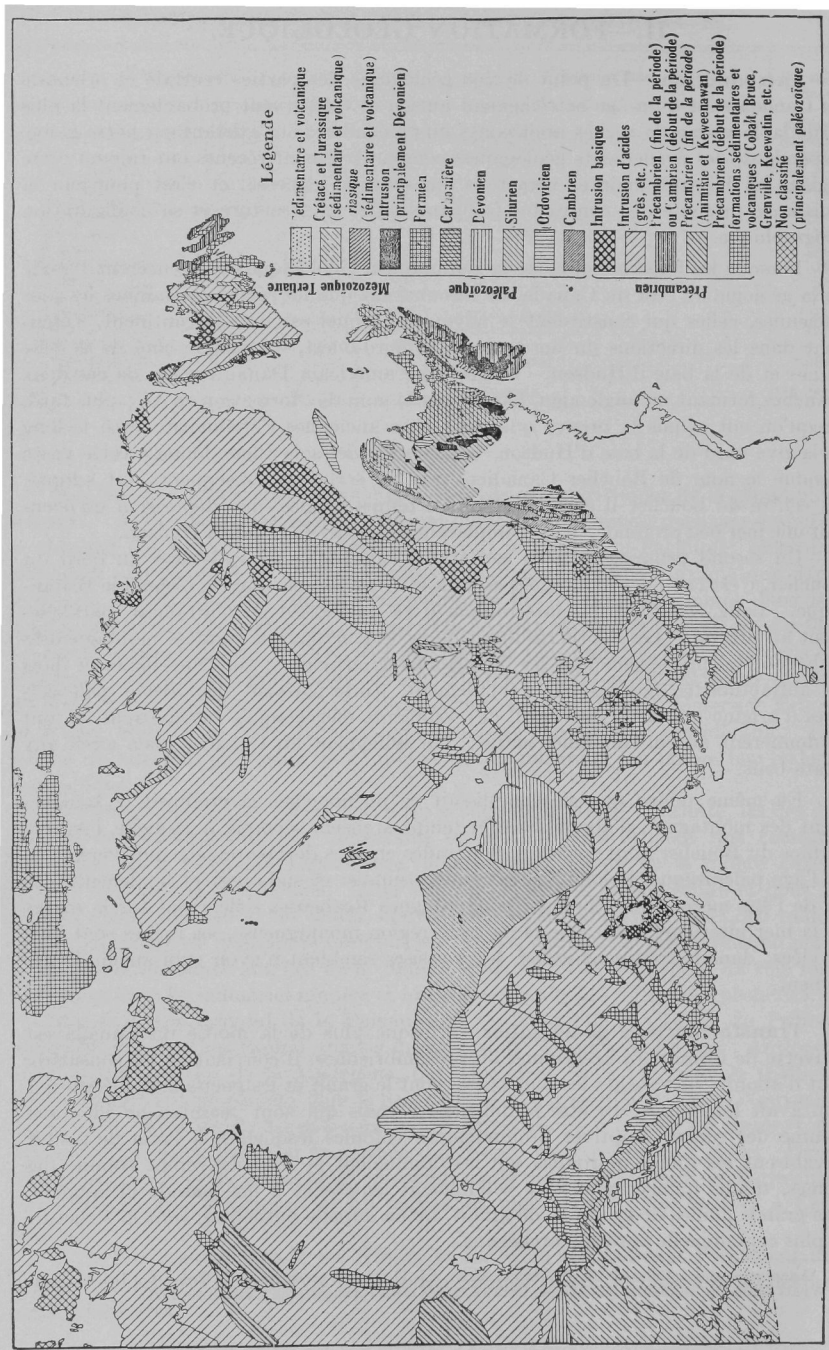 Légende
Tertiaire
édimentaire et volcanique
Mézozoïque
Crétacé et Jurassique
(sédimentaire et volcanique)
riasique
(sédimentaire et volcanique)
Paléozoïque
Intrusion
(principalement Dévonien)
Permien
Carbonifère
Dévonien
Silurien
Ordovicien
Cambrien
Précambrien
Intrusion basique
Intrusion d'acides
(grès, etc.)
Précambrien (fin de la période)
ou Cambrien (début de la période)
Précambrien (fin de la période)
(Animikie et Keweenawan)
Précambrien (début de la période)
formations sédimentaires et
volcaniques (Cobalt, Bruce,
Grenville, Keewatin, etc.)
Non classifié
(principalement paléozoïque)